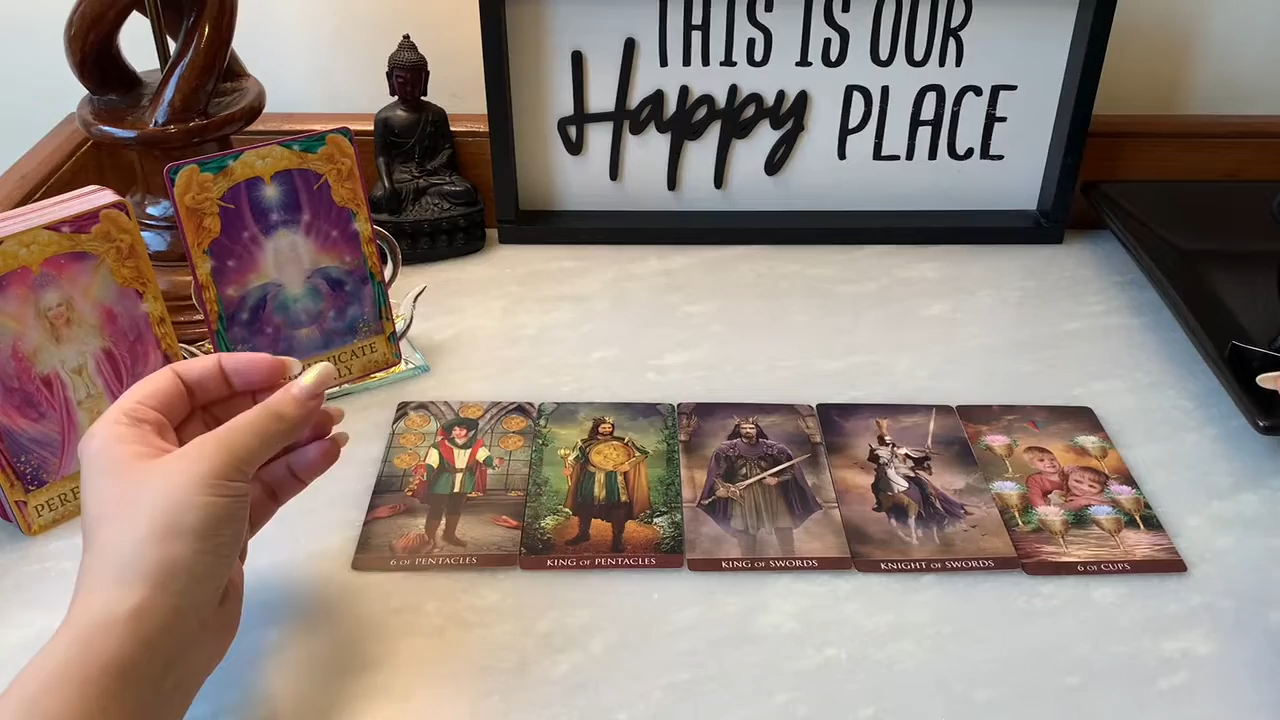 THIS IS OUR
Happy PLACE
6 OF PENTACLES
KING OF PENTACLES
KING OF SWORDS
KNIGHT OF SWORDS
6 OF CUPS